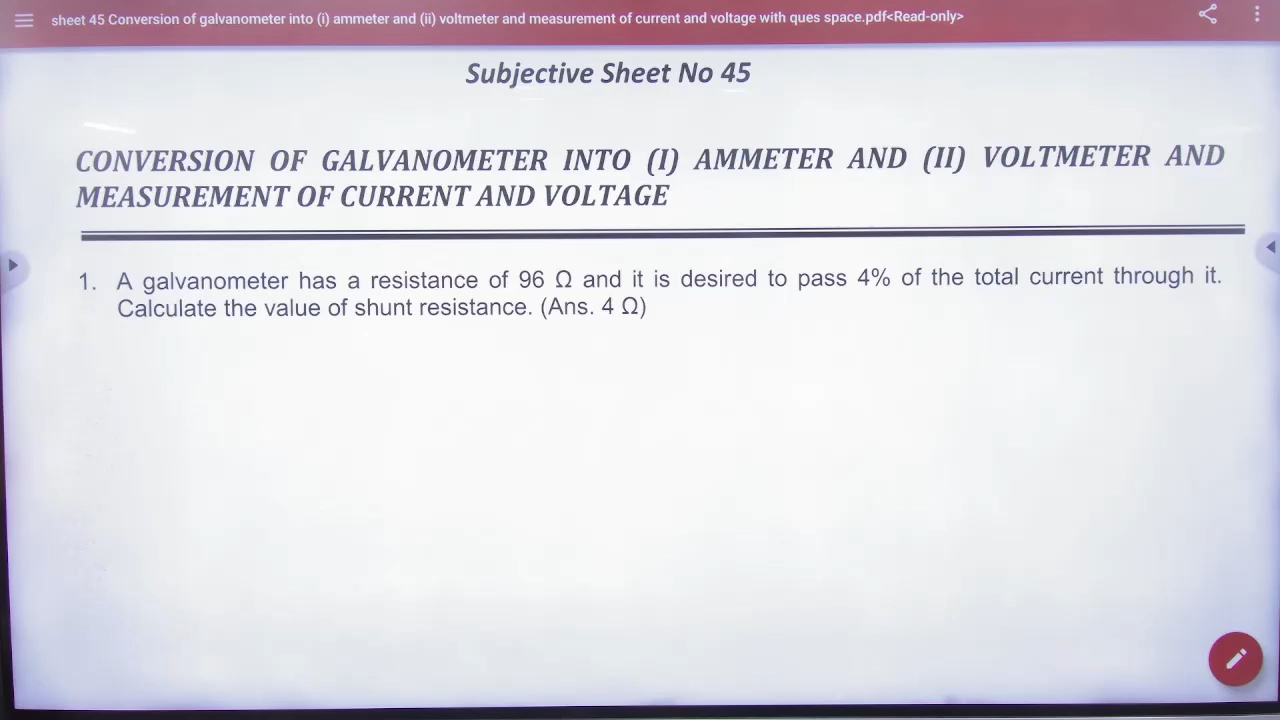 sheet 45 Conversion of galvanometer into (i) ammeter and (ii) voltmeter and measurement of current and voltage with ques space.pdf<Read-only>
Subjective Sheet No 45
CONVERSION OF GALVANOMETER INTO (I) AMMETER AND (II) VOLTMETER AND
MEASUREMENT OF CURRENT AND VOLTAGE
1. A galvanometer has a resistance of 96 Ω and it is desired to pass 4% of the total current through it.
Calculate the value of shunt resistance. (Ans. 4 Ω)